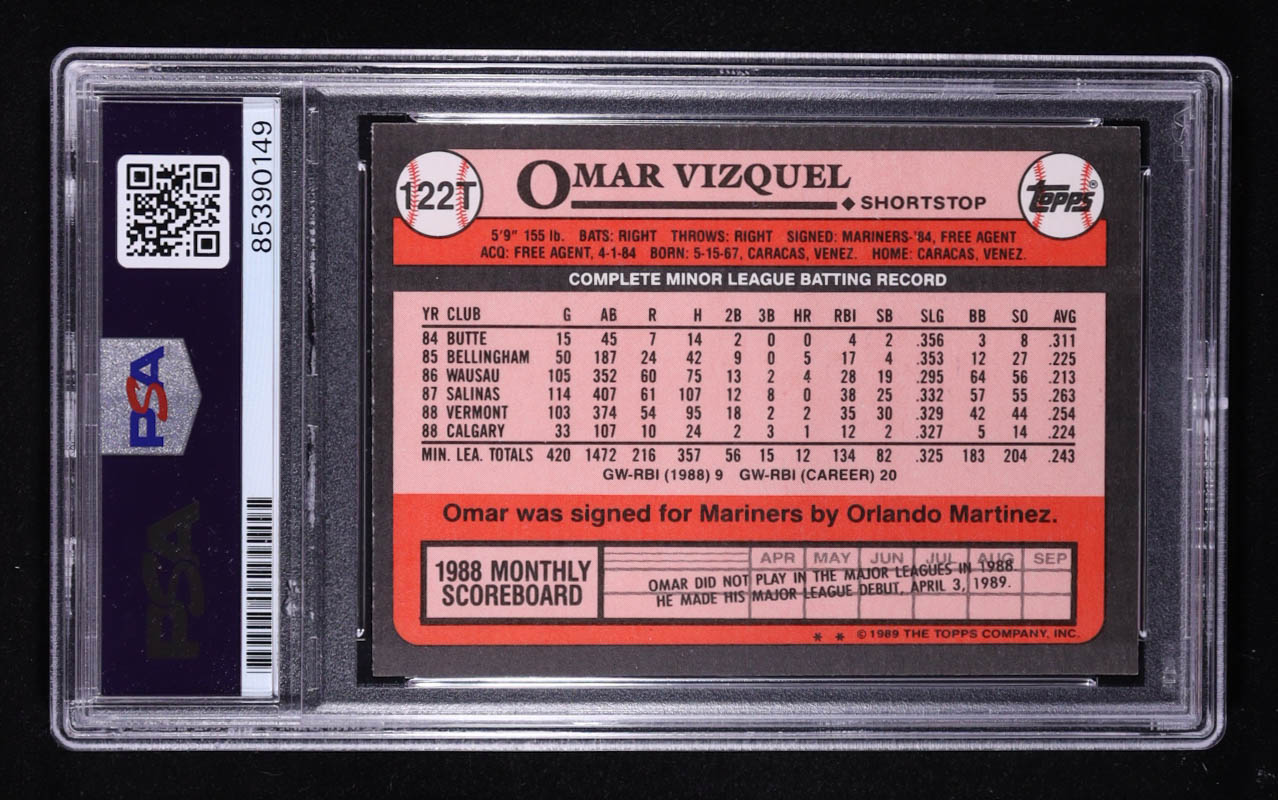 85390149
PSA
PSA
122T
OMAR VIZQUEL
◆ SHORTSTOP
TOPPS®
5'9" 155 lb. BATS: RIGHT THROWS: RIGHT SIGNED: MARINERS-'84, FREE AGENT
ACQ: FREE AGENT, 4-1-84 BORN: 5-15-67, CARACAS, VENEZ. HOME: CARACAS, VENEZ.
COMPLETE MINOR LEAGUE BATTING RECORD
YR CLUB G AB R H 2B 3B HR RBI SB SLG BB SO AVG
84 BUTTE 15 45 7 14 2 0 0 4 2 .356 3 8 .311
85 BELLINGHAM 50 187 24 42 9 0 5 17 4 .353 12 27 .225
86 WAUSAU 105 352 60 75 13 2 4 28 19 .295 64 56 .213
87 SALINAS 114 407 61 107 12 8 0 38 25 .332 57 55 .263
88 VERMONT 103 374 54 95 18 2 2 35 30 .329 42 44 .254
88 CALGARY 33 107 10 24 2 3 1 12 2 .327 5 14 .224
MIN. LEA. TOTALS 420 1472 216 357 56 15 12 134 82 .325 183 204 .243
GW-RBI (1988) 9 GW-RBI (CAREER) 20
Omar was signed for Mariners by Orlando Martinez.
1988 MONTHLY
SCOREBOARD
APR MAY JUN JUL AUG SEP
OMAR DID NOT PLAY IN THE MAJOR LEAGUES IN 1988.
HE MADE HIS MAJOR LEAGUE DEBUT, APRIL 3, 1989.
* * © 1989 THE TOPPS COMPANY, INC.